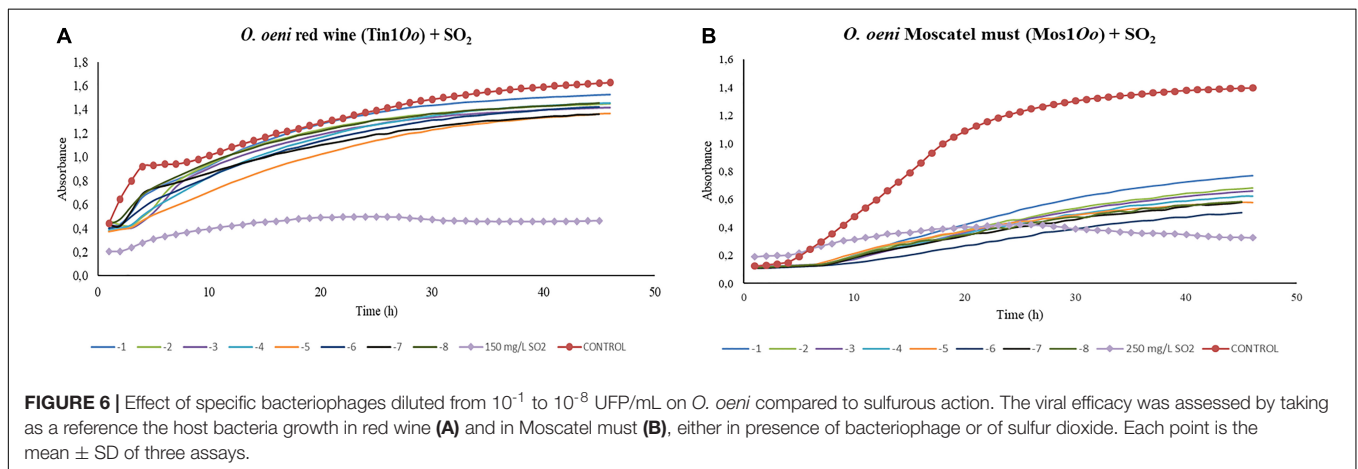 A
O. oeni red wine (Tin1Oo) + SO2
1,8
1,6
1,4
1,2
1,0
0,8
0,6
0,4
0,2
0,0
Absorbance
0 10 20 30 40 50
Time (h)
-1 -2 -3 -4 -5 -6 -7 -8 150 mg/L SO2 CONTROL
B
O. oeni Moscatel must (Mos1Oo) + SO2
1,6
1,4
1,2
1,0
0,8
0,6
0,4
0,2
0,0
Absorbance
0 10 20 30 40 50
Time (h)
-1 -2 -3 -4 -5 -6 -7 -8 250 mg/L SO2 CONTROL
FIGURE 6 | Effect of specific bacteriophages diluted from 10-1 to 10-8 UFP/mL on O. oeni compared to sulfurous action. The viral efficacy was assessed by taking
as a reference the host bacteria growth in red wine (A) and in Moscatel must (B), either in presence of bacteriophage or of sulfur dioxide. Each point is the
mean ± SD of three assays.